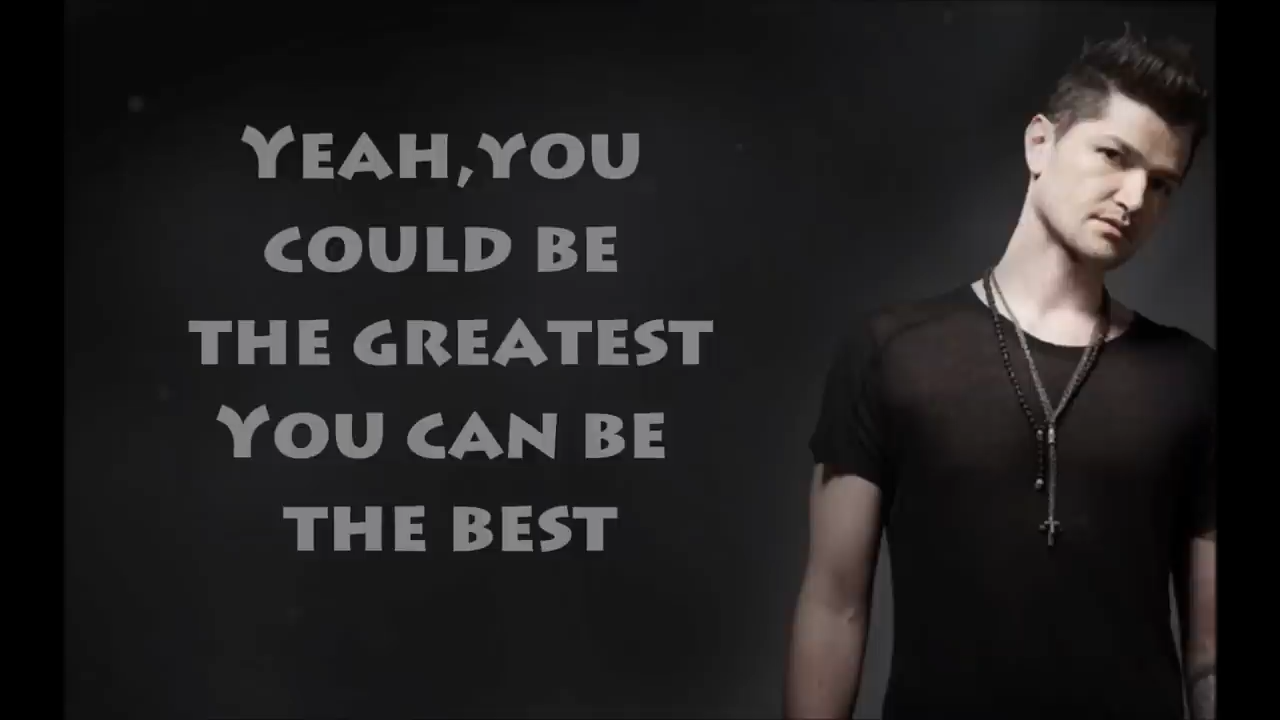 Yeah,you
could be
the greatest
You can be
the best